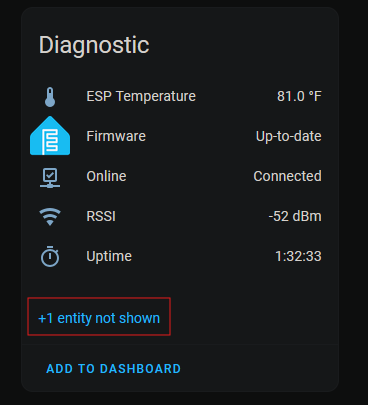 Diagnostic
ESP Temperature 81.0 °F
Firmware Up-to-date
Online Connected
RSSI -52 dBm
Uptime 1:32:33
+1 entity not shown
ADD TO DASHBOARD